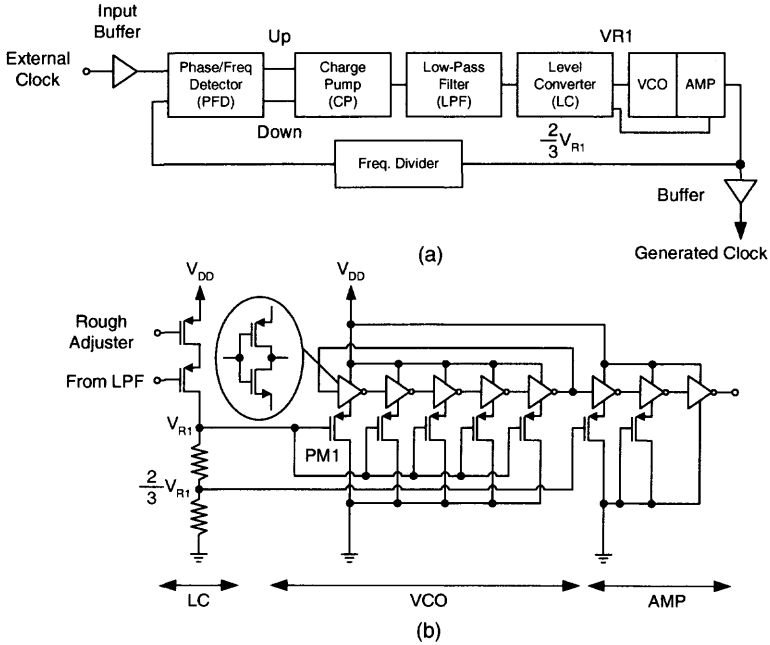 Input
Buffer
External
Clock
Phase/Freq
Detector
(PFD)
Up
Down
Charge
Pump
(CP)
Low-Pass
Filter
(LPF)
Level
Converter
(LC)
VR1
VCO
AMP
2/3 VR1
Freq. Divider
Buffer
Generated Clock
(a)
VDD
VDD
Rough
Adjuster
From LPF
VR1
PM1
2/3 VR1
LC
VCO
AMP
(b)